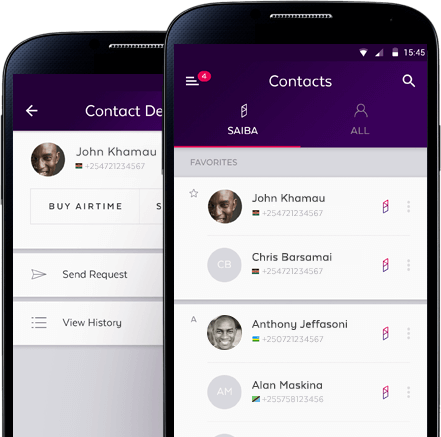 Contact De
John Khamau
+254721234567
BUY AIRTIME
S
Send Request
View History
15:45
4
Contacts
SAIBA
ALL
FAVORITES
John Khamau
+254721234567
CB
Chris Barsamai
+254721234567
A
Anthony Jeffasoni
+250721234567
AM
Alan Maskina
+255758123456